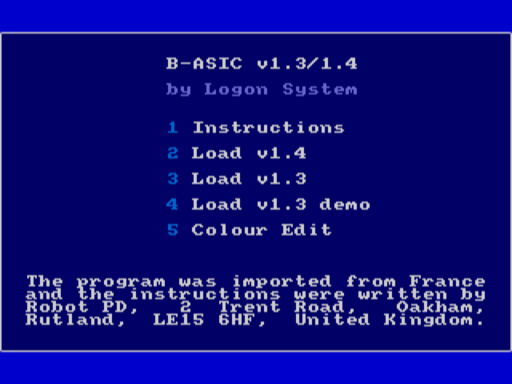 B-ASIC v1.3/1.4
by Logon System
1 Instructions
2 Load v1.4
3 Load v1.3
4 Load v1.3 demo
5 Colour Edit
The program was imported from France
and the instructions were written by
Robot PD, 2 Trent Road, Oakham,
Rutland, LE15 6HF, United Kingdom.